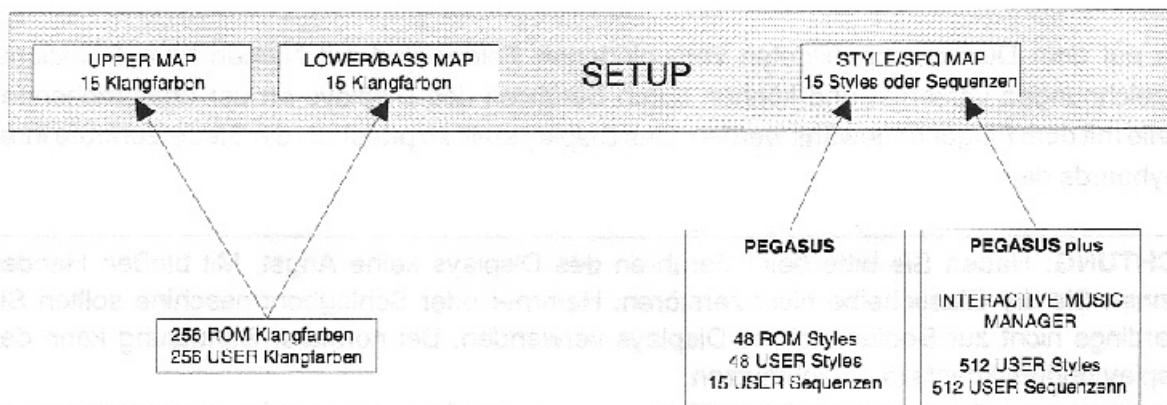 UPPER MAP
15 Klangfarben
LOWER/BASS MAP
15 Klangfarben
SETUP
STYLE/SEQ MAP
15 Styles oder Sequenzen
256 ROM Klangfarben
256 USER Klangfarben
PEGASUS
48 ROM Styles
48 USER Styles
15 USER Sequenzen
PEGASUS plus
INTERACTIVE MUSIC
MANAGER
512 USER Styles
512 USER Sequenzann